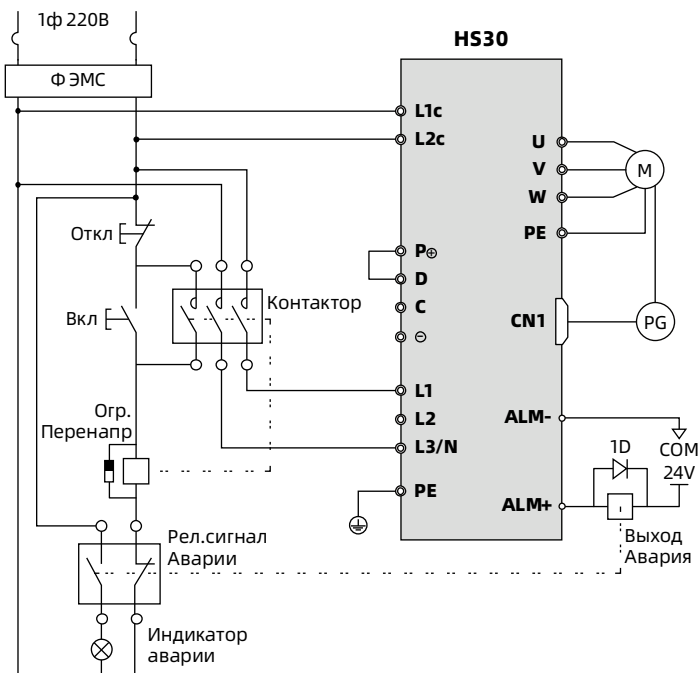 1ф 220В
HS30
Ф ЭМС
L1c
L2c
U
V
M
W
Откл
PE
P⊕
D
Контактор
C
Вкл
CN1
PG
⊖
L1
Огр.
Перенапр
L2
ALM-
L3/N
1D
COM
24V
PE
ALM+
Рел.сигнал
Аварии
Выход
Авария
Индикатор
аварии